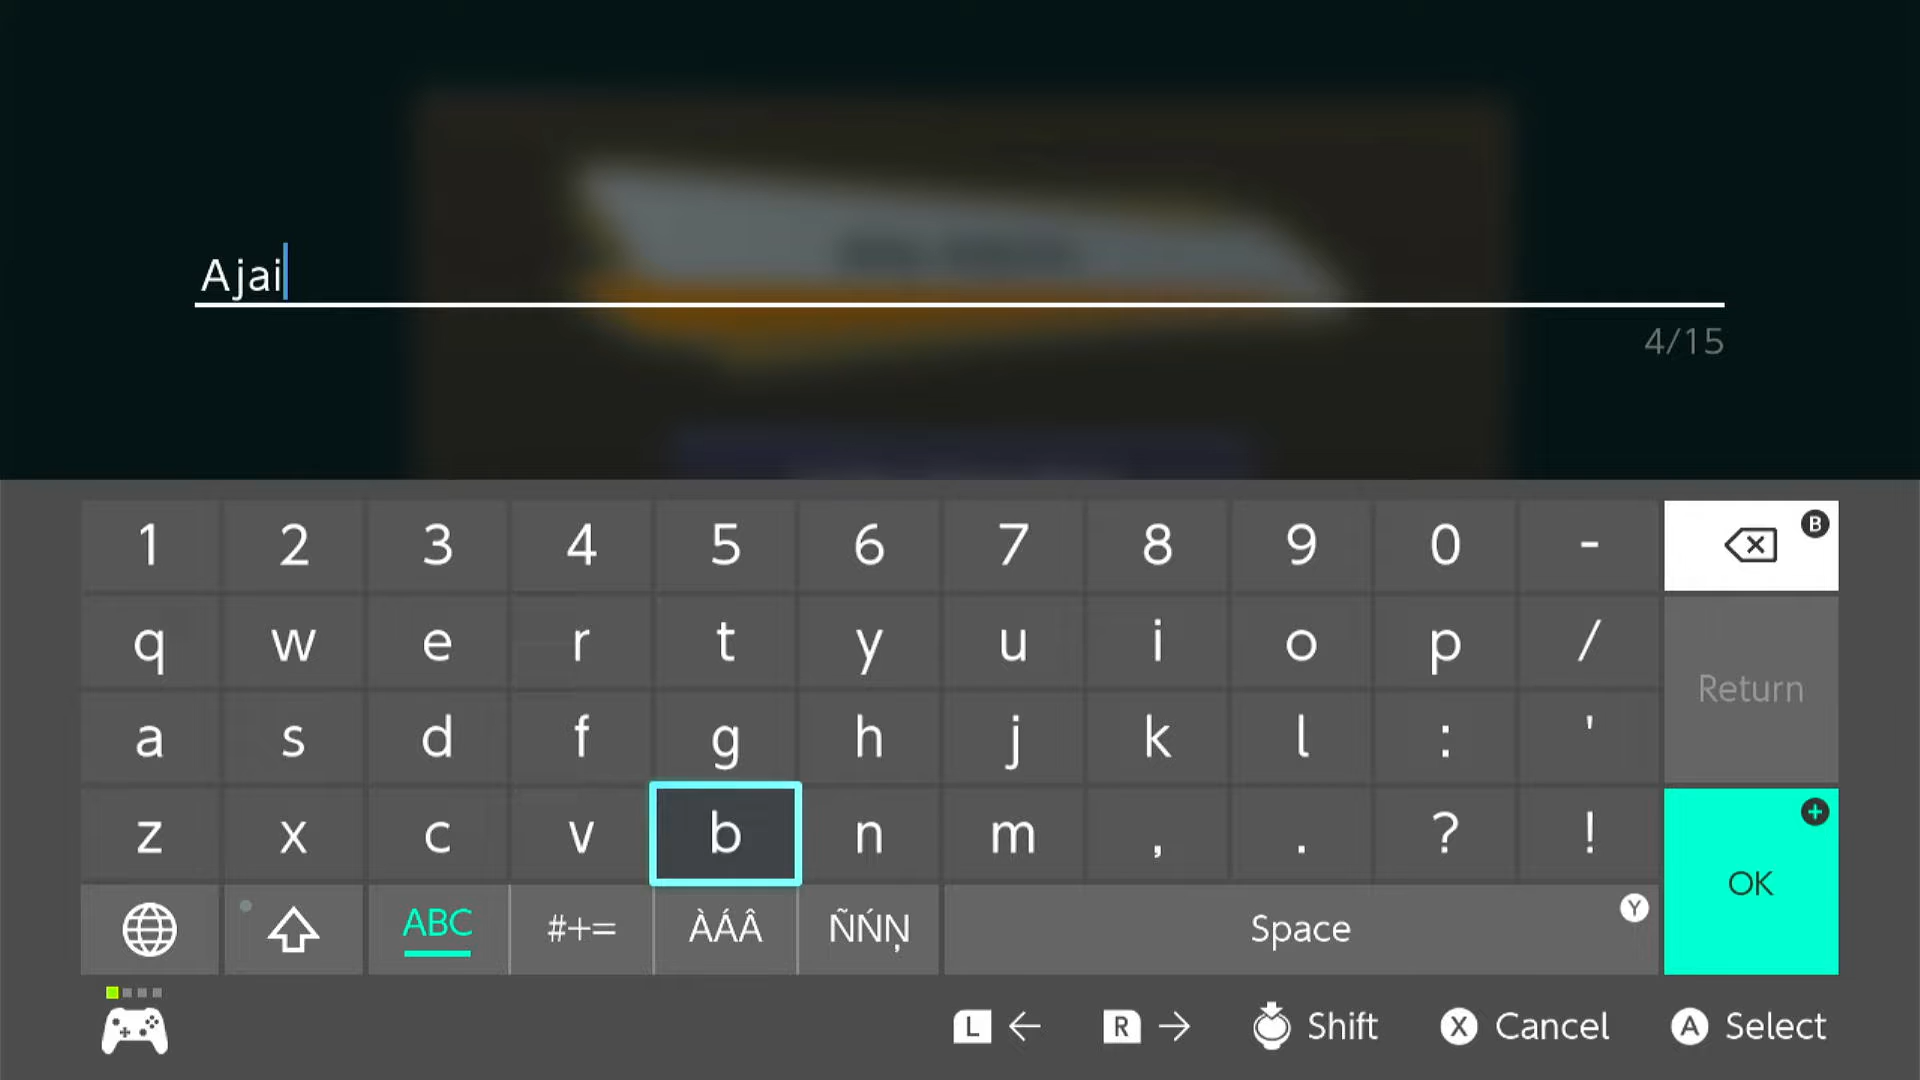 Ajai
4/15
1 2 3 4 5 6 7 8 9 0 - B
q w e r t y u i o p /
Return
a s d f g h j k l : '
z x c v b n m , . ? ! +
OK
ABC #+= ÀÁÂ ÑŃŅ Space Y
L ← R → Shift X Cancel A Select